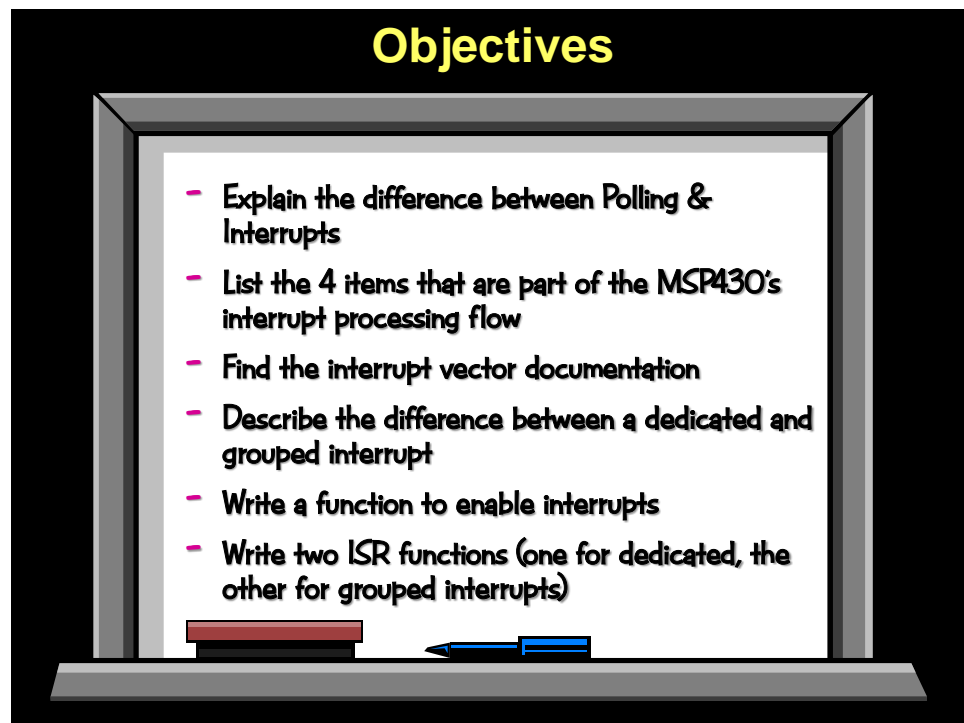 Objectives
- Explain the difference between Polling &
Interrupts
- List the 4 items that are part of the MSP430's
interrupt processing flow
- Find the interrupt vector documentation
- Describe the difference between a dedicated and
grouped interrupt
- Write a function to enable interrupts
- Write two ISR functions (one for dedicated, the
other for grouped interrupts)